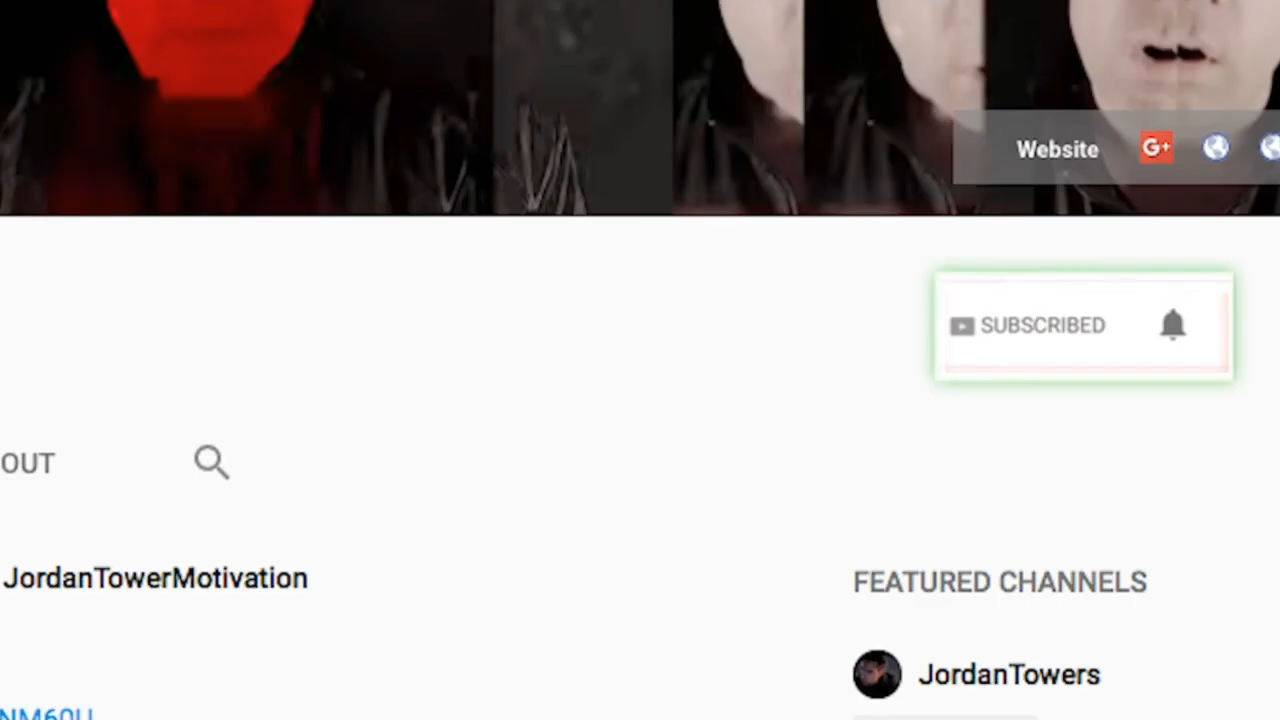 Website G+
SUBSCRIBED
OUT
JordanTowerMotivation
FEATURED CHANNELS
JordanTowers